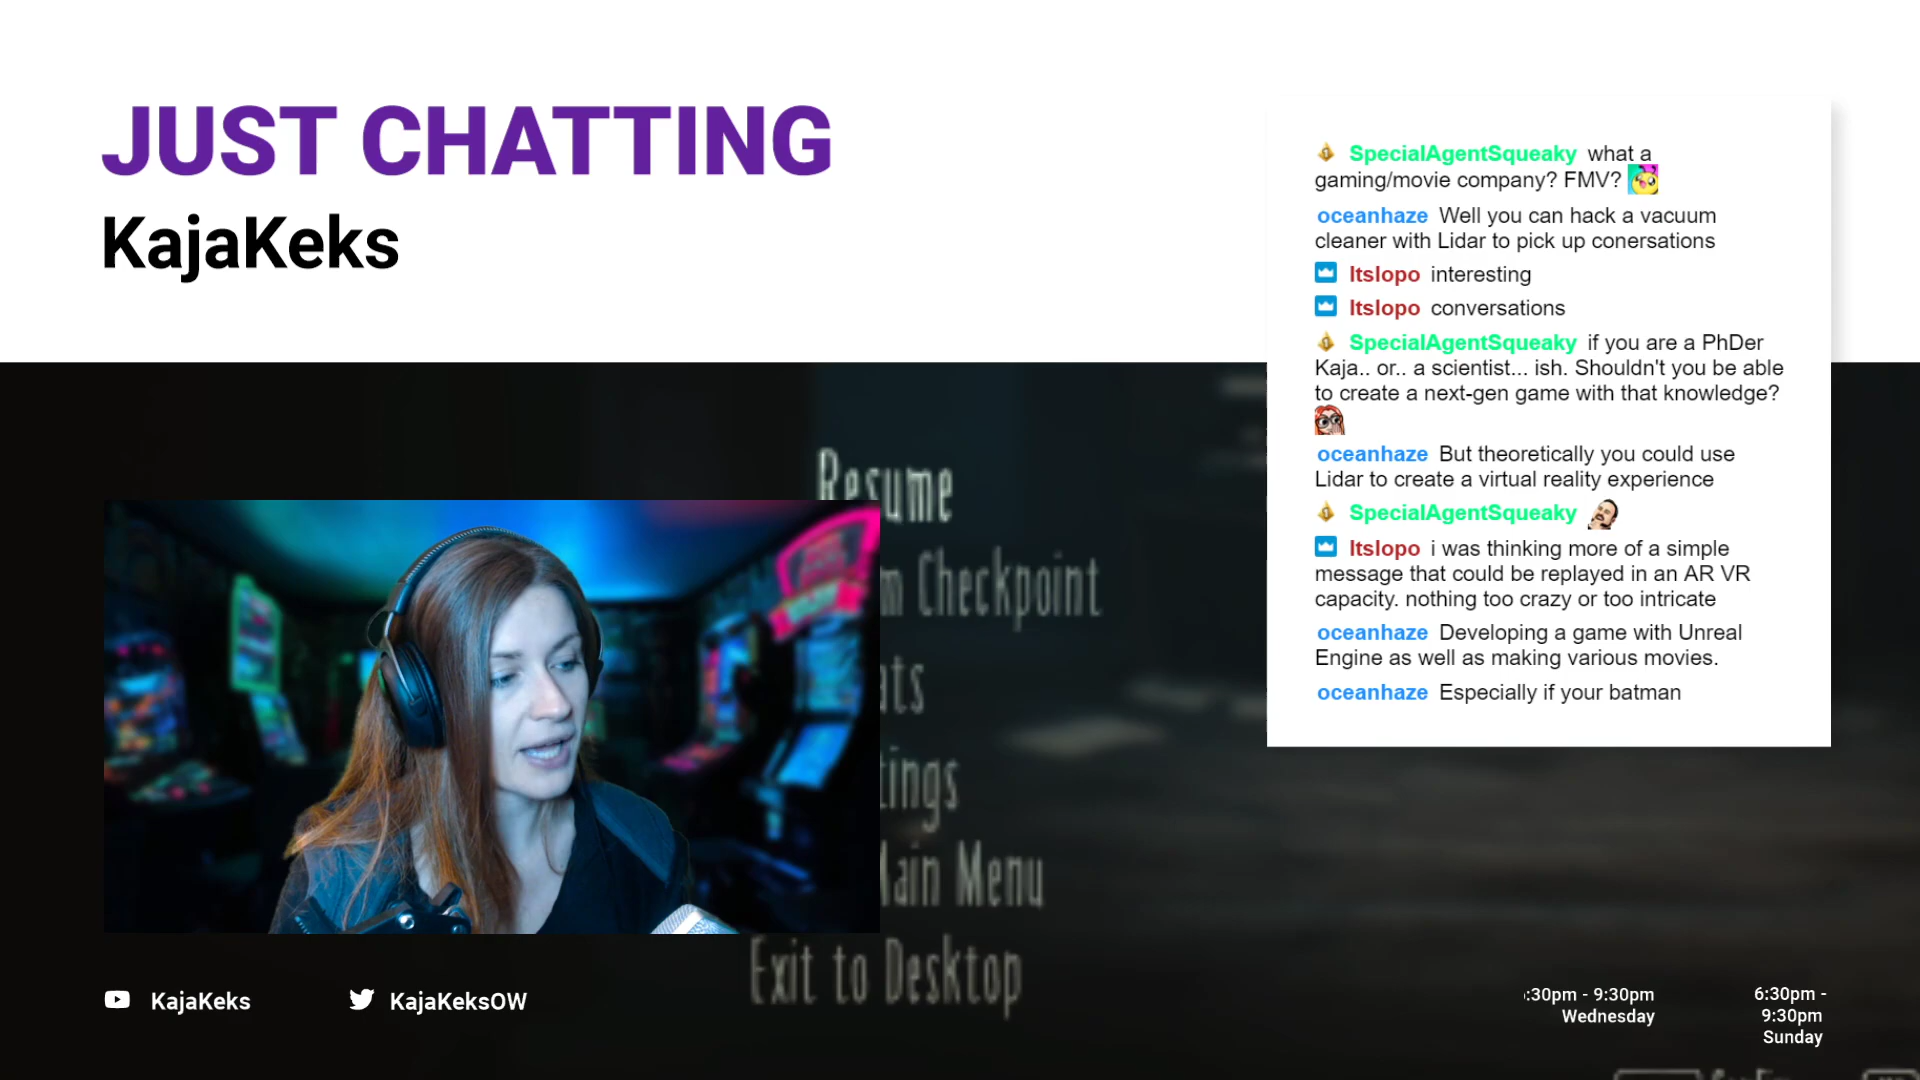 JUST CHATTING
KajaKeks
SpecialAgentSqueaky what a
gaming/movie company? FMV?
oceanhaze Well you can hack a vacuum
cleaner with Lidar to pick up conersations
Itslopo interesting
Itslopo conversations
SpecialAgentSqueaky if you are a PhDer
Kaja.. or.. a scientist... ish. Shouldn't you be able
to create a next-gen game with that knowledge?
oceanhaze But theoretically you could use
Lidar to create a virtual reality experience
SpecialAgentSqueaky
Itslopo i was thinking more of a simple
message that could be replayed in an AR VR
capacity. nothing too crazy or too intricate
oceanhaze Developing a game with Unreal
Engine as well as making various movies.
oceanhaze Especially if your batman
Resume
Checkpoint
Main Menu
Exit to Desktop
KajaKeks
KajaKeksOW
:30pm - 9:30pm
Wednesday
6:30pm -
9:30pm
Sunday